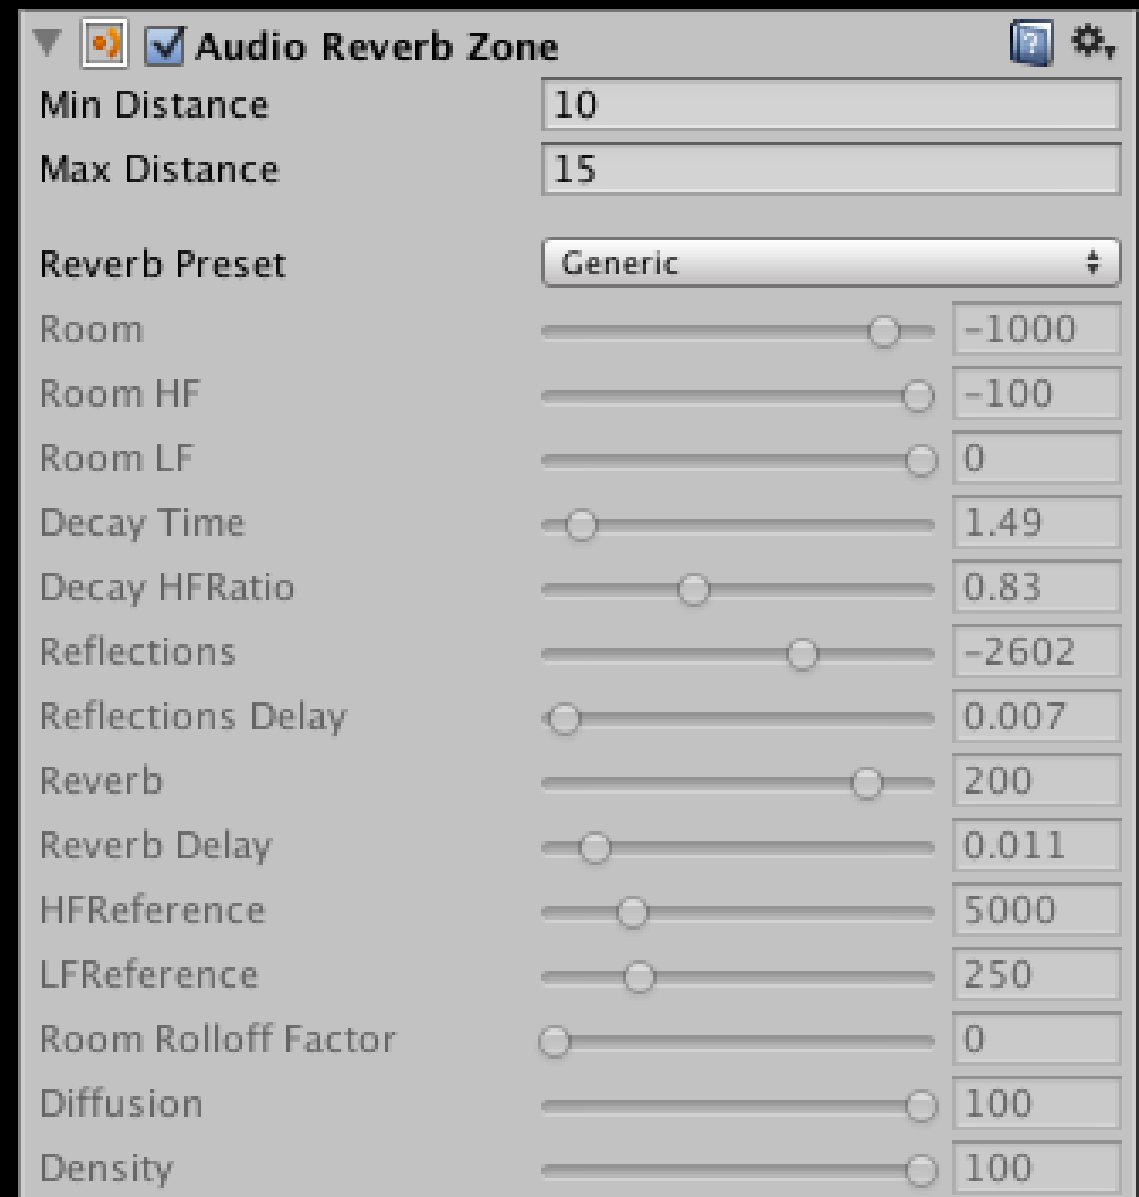 Audio Reverb Zone
Min Distance 10
Max Distance 15
Reverb Preset Generic
Room -1000
Room HF -100
Room LF 0
Decay Time 1.49
Decay HFRatio 0.83
Reflections -2602
Reflections Delay 0.007
Reverb 200
Reverb Delay 0.011
HFReference 5000
LFReference 250
Room Rolloff Factor 0
Diffusion 100
Density 100